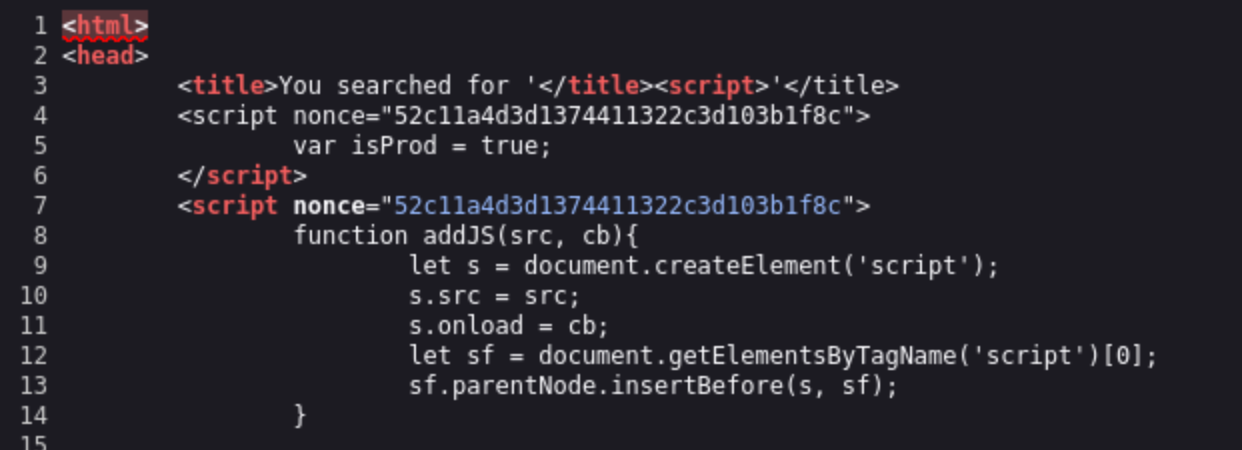 1 <html>
2 <head>
3 <title>You searched for '</title><script>'</title>
4 <script nonce="52c11a4d3d1374411322c3d103b1f8c">
5 var isProd = true;
6 </script>
7 <script nonce="52c11a4d3d1374411322c3d103b1f8c">
8 function addJS(src, cb){
9 let s = document.createElement('script');
10 s.src = src;
11 s.onload = cb;
12 let sf = document.getElementsByTagName('script')[0];
13 sf.parentNode.insertBefore(s, sf);
14 }
15